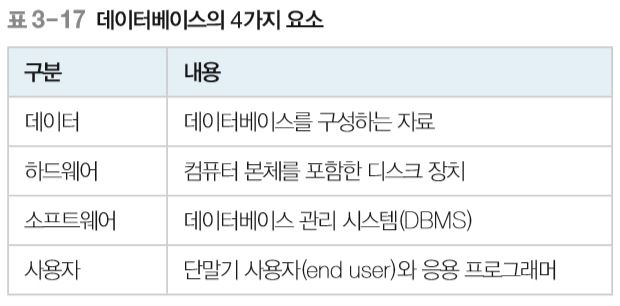 표 3-17 데이터베이스의 4가지 요소
구분 내용
데이터 데이터베이스를 구성하는 자료
하드웨어 컴퓨터 본체를 포함한 디스크 장치
소프트웨어 데이터베이스 관리 시스템(DBMS)
사용자 단말기 사용자(end user)와 응용 프로그래머